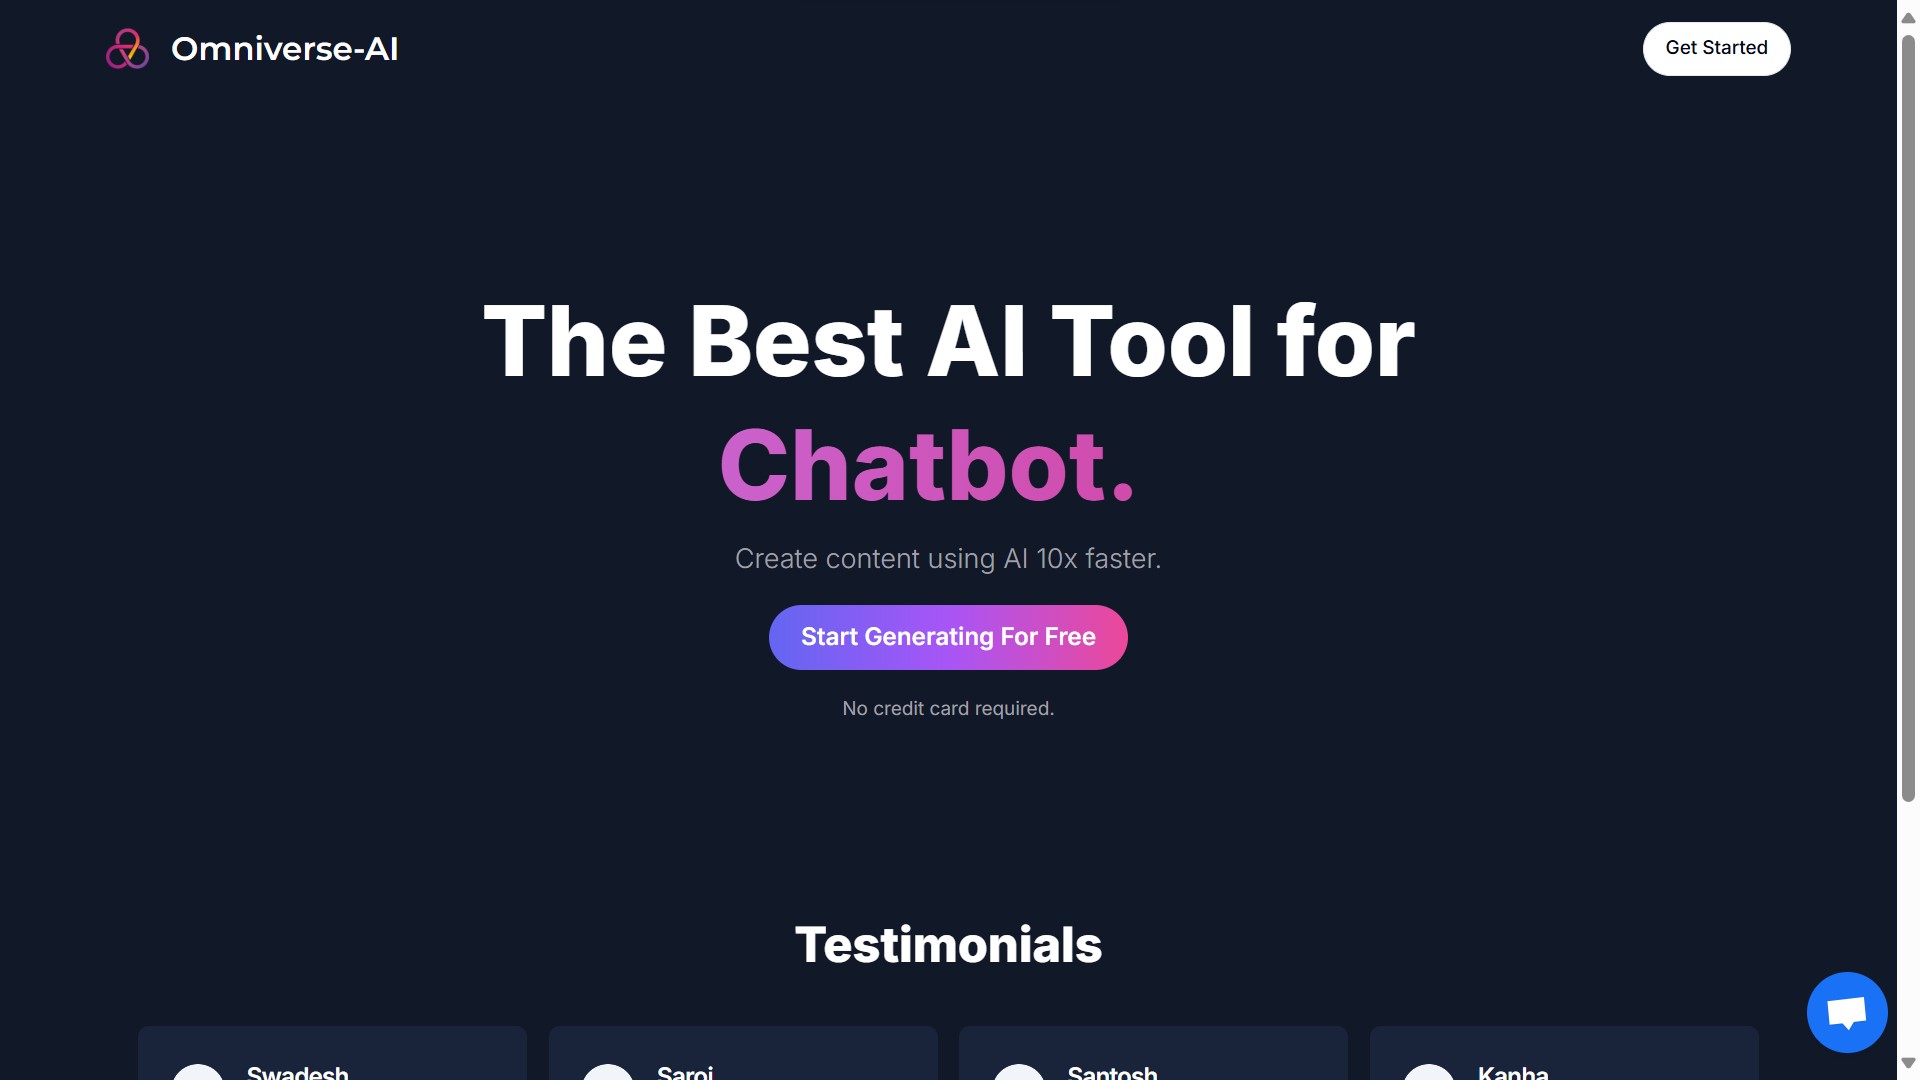 Omniverse-AI
Get Started
The Best AI Tool for
Chatbot.
Create content using AI 10x faster.
Start Generating For Free
No credit card required.
Testimonials
Swadesh
Saroj
Santosh
Kanha